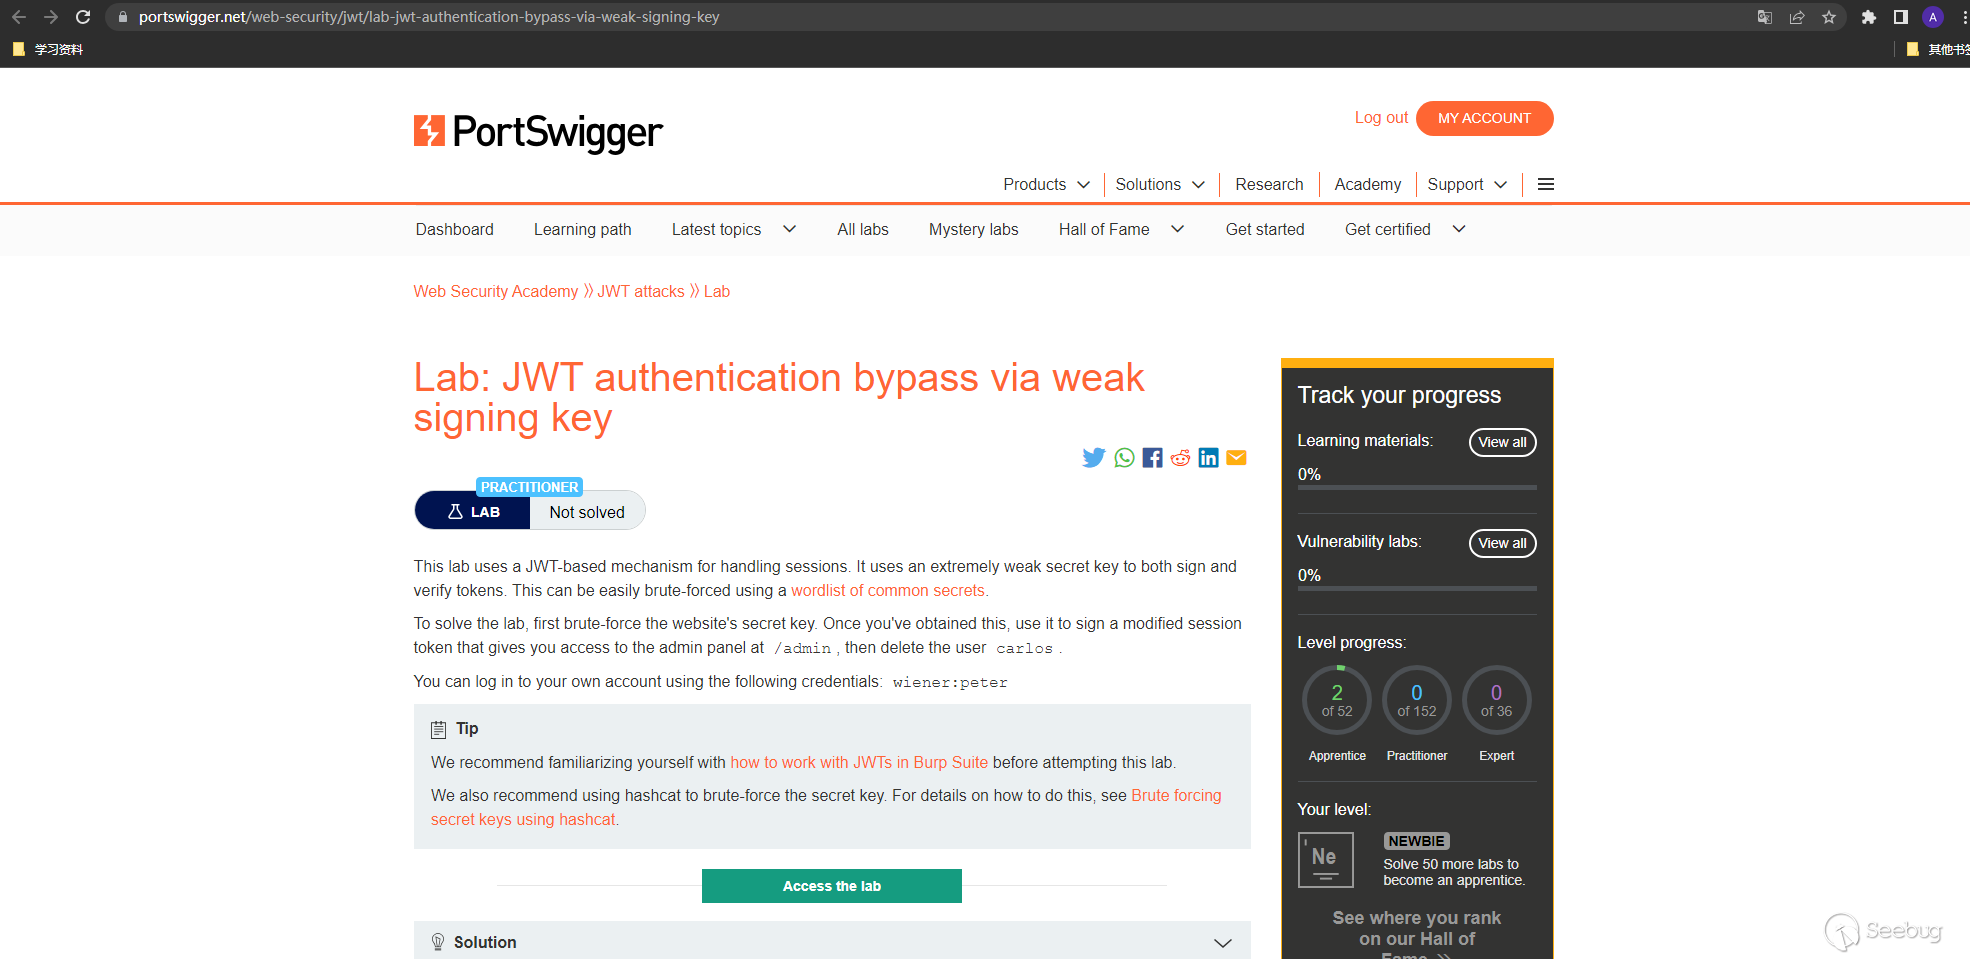 portswigger.net/web-security/jwt/lab-jwt-authentication-bypass-via-weak-signing-key
A
学习资料
其他书签
PortSwigger
Log out
MY ACCOUNT
Products
Solutions
Research
Academy
Support
Dashboard
Learning path
Latest topics
All labs
Mystery labs
Hall of Fame
Get started
Get certified
Web Security Academy » JWT attacks » Lab
Lab: JWT authentication bypass via weak
signing key
PRACTITIONER
LAB
Not solved
This lab uses a JWT-based mechanism for handling sessions. It uses an extremely weak secret key to both sign and
verify tokens. This can be easily brute-forced using a wordlist of common secrets.
To solve the lab, first brute-force the website's secret key. Once you've obtained this, use it to sign a modified session
token that gives you access to the admin panel at /admin , then delete the user carlos .
You can log in to your own account using the following credentials: wiener:peter
Tip
We recommend familiarizing yourself with how to work with JWTs in Burp Suite before attempting this lab.
We also recommend using hashcat to brute-force the secret key. For details on how to do this, see Brute forcing
secret keys using hashcat.
Access the lab
Solution
Track your progress
Learning materials:
View all
0%
Vulnerability labs:
View all
0%
Level progress:
2
of 52
0
of 152
0
of 36
Apprentice
Practitioner
Expert
Your level:
Ne
NEWBIE
Solve 50 more labs to
become an apprentice.
See where you rank
on our Hall of
Fame »
Seebug